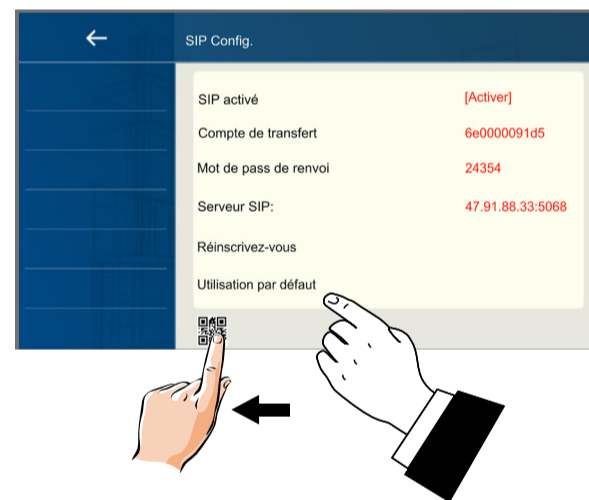 SIP Config.
SIP activé [Activer]
Compte de transfert 6e0000091d5
Mot de pass de renvoi 24354
Serveur SIP: 47.91.88.33:5068
Réinscrivez-vous
Utilisation par défaut